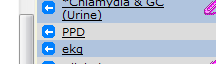 *Chlamydia & GC
(Urine)
PPD
ekg